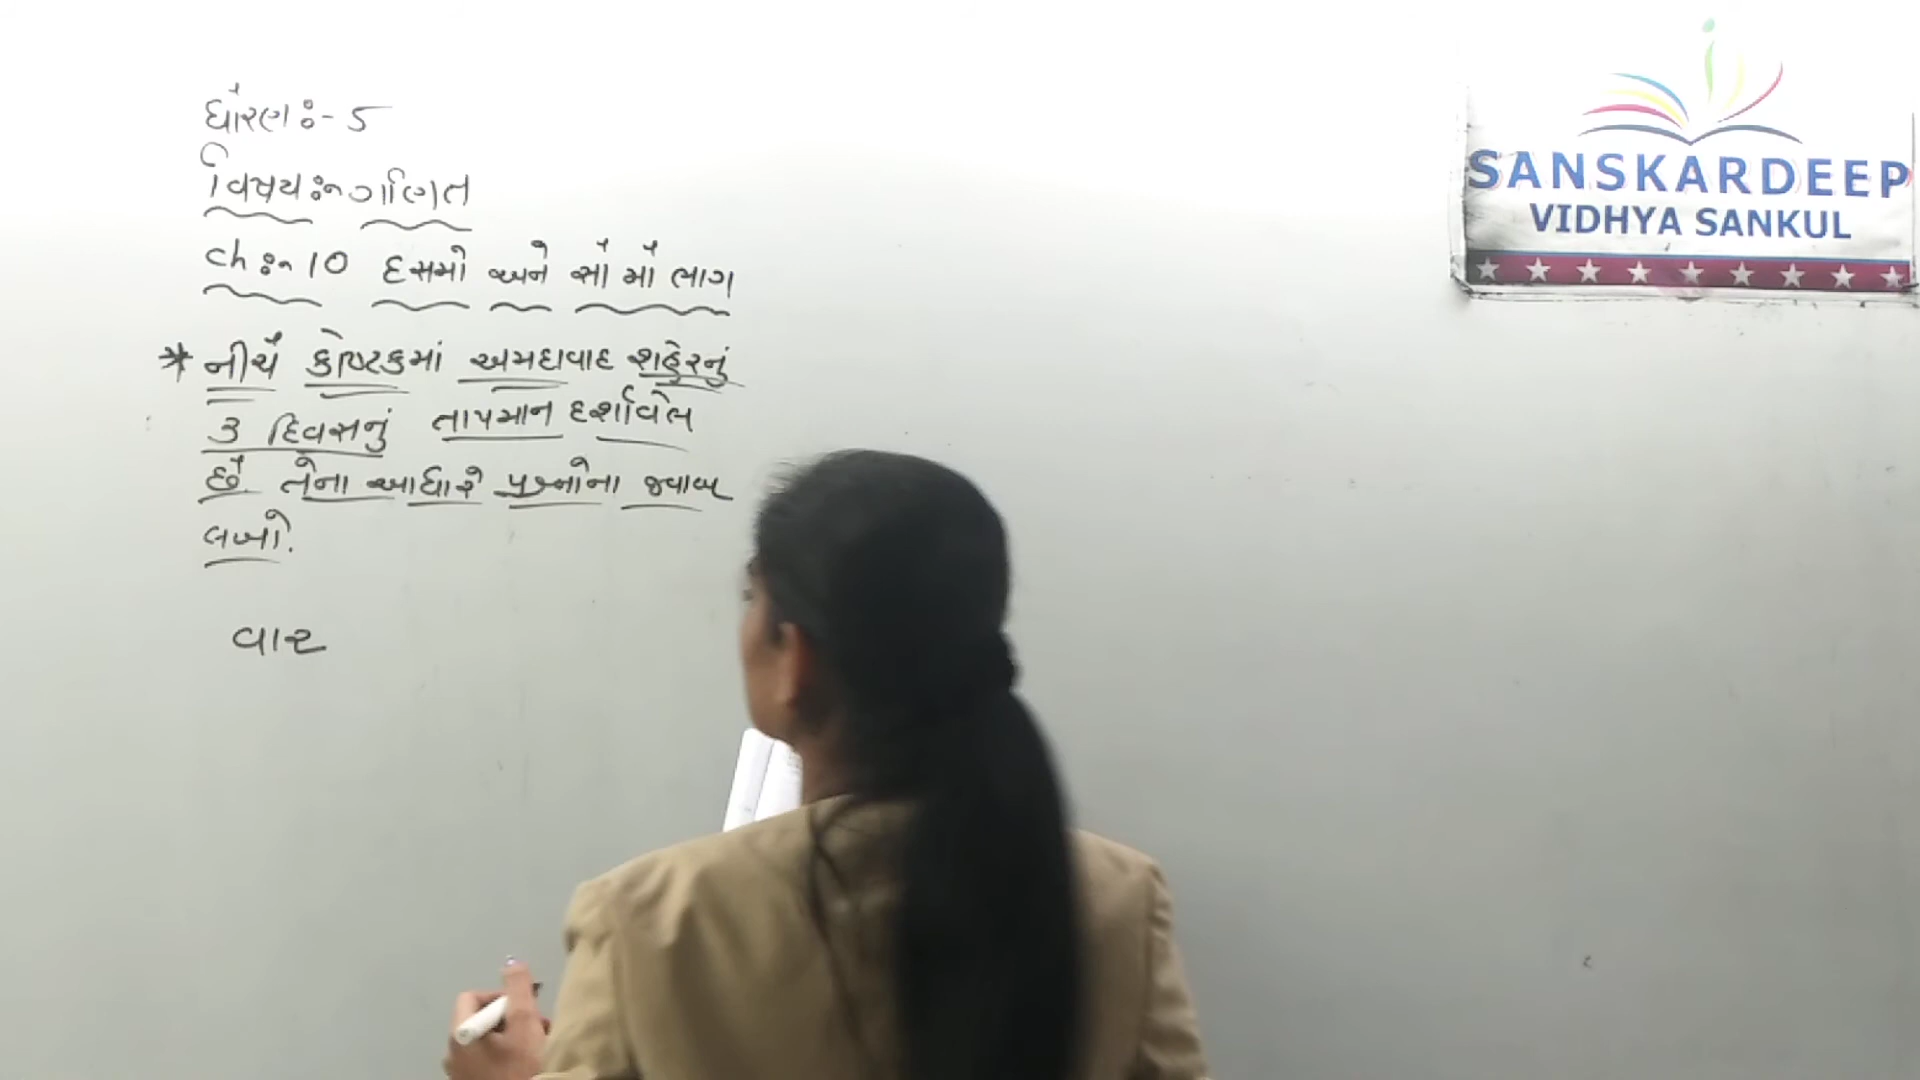 ધોરણ :- 5
વિષય :- ગણિત
ch :- 10 દસમો અને સો મો ભાગ
* નીચે કોષ્ટકમાં અમદાવાદ શહેરનું
3 દિવસનું તાપમાન દર્શાવેલ
છે. તેના આધારે પ્રશ્નોના જવાબ
લખો.
વાર
SANSKARDEEP
VIDHYA SANKUL